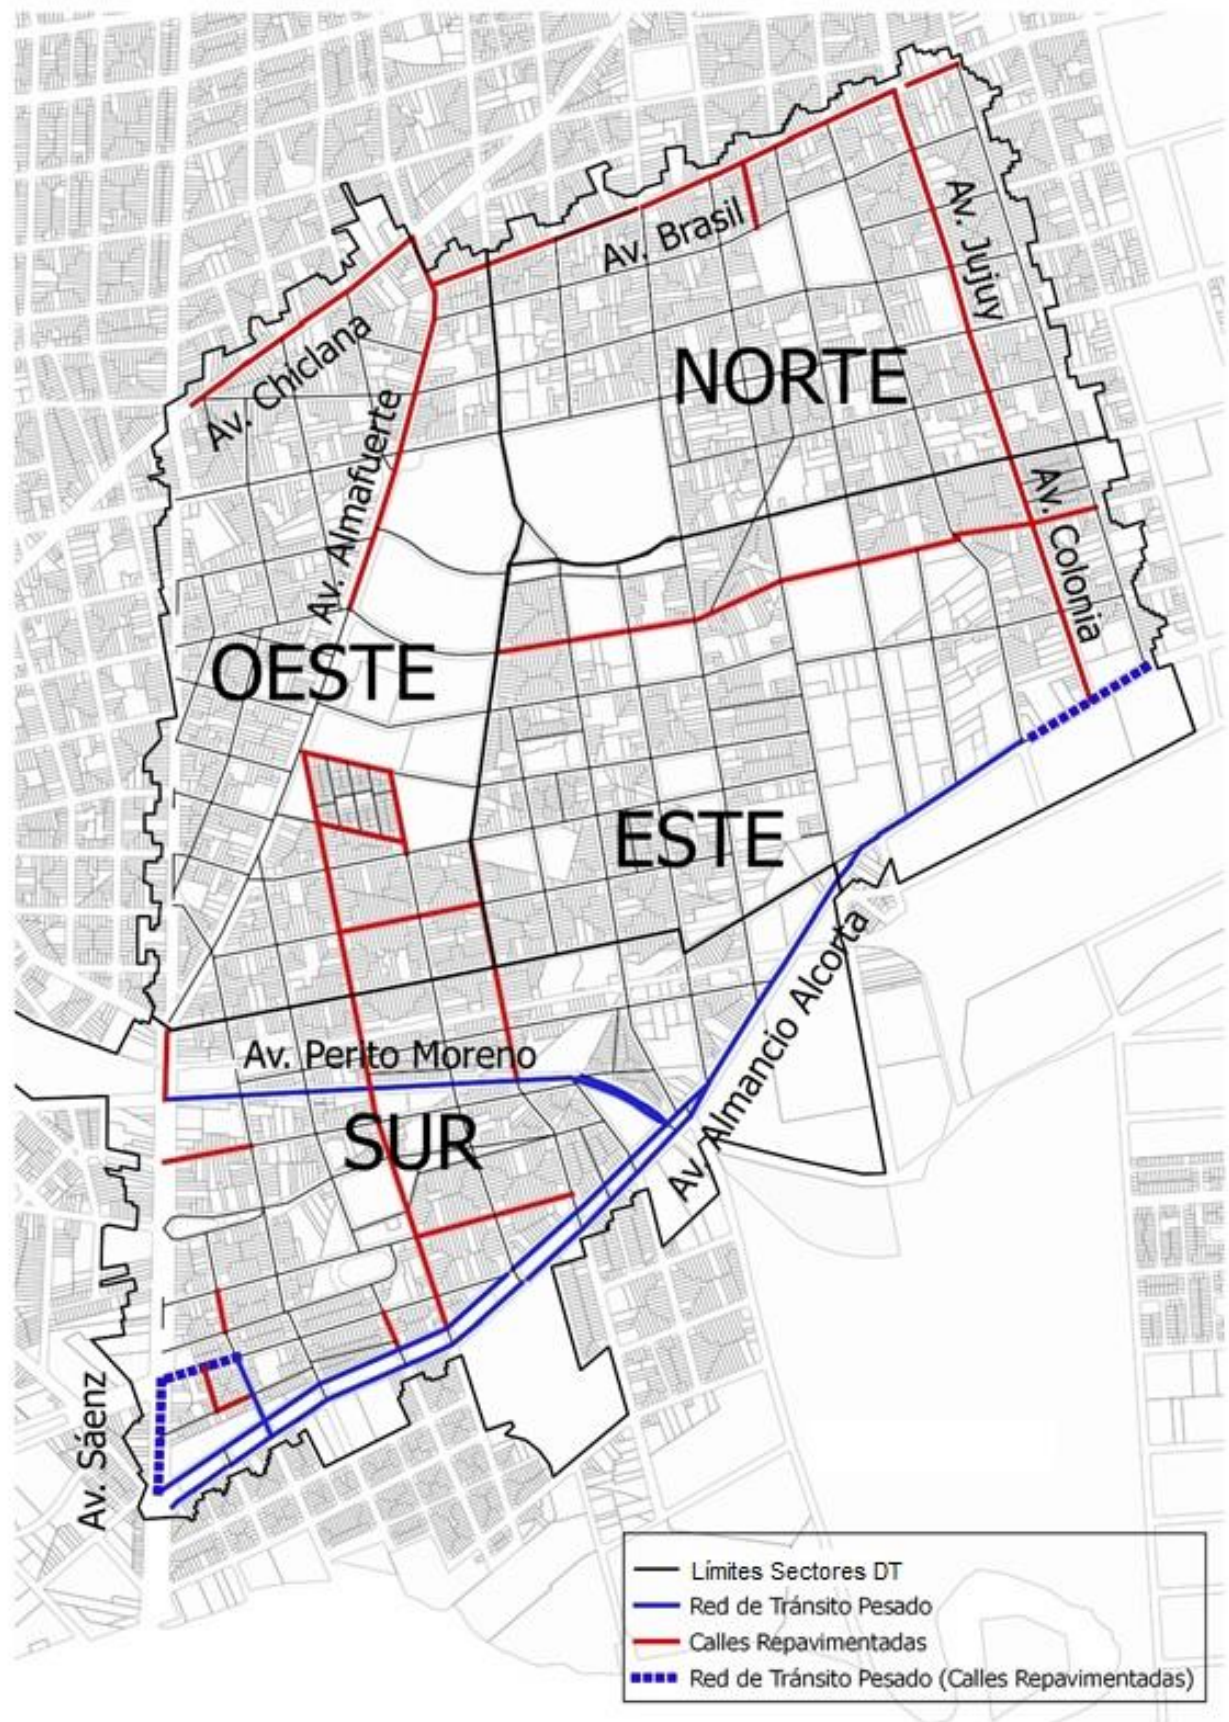 Av. Brasil
Av. Jujuy
Av. Chiclana
NORTE
Av. Almafuerte
Av. Colonia
OESTE
ESTE
Av. Almancio Alcorta
Av. Perito Moreno
SUR
Av. Sáenz
Límites Sectores DT
Red de Tránsito Pesado
Calles Repavimentadas
Red de Tránsito Pesado (Calles Repavimentadas)